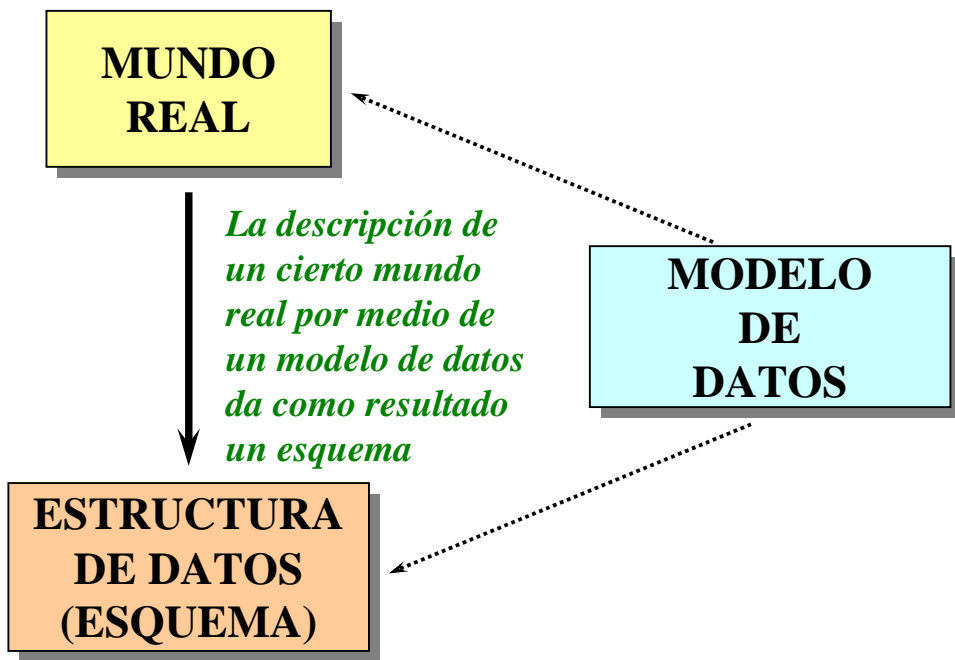 MUNDO
REAL
La descripción de
un cierto mundo
real por medio de
un modelo de datos
da como resultado
un esquema
MODELO
DE
DATOS
ESTRUCTURA
DE DATOS
(ESQUEMA)